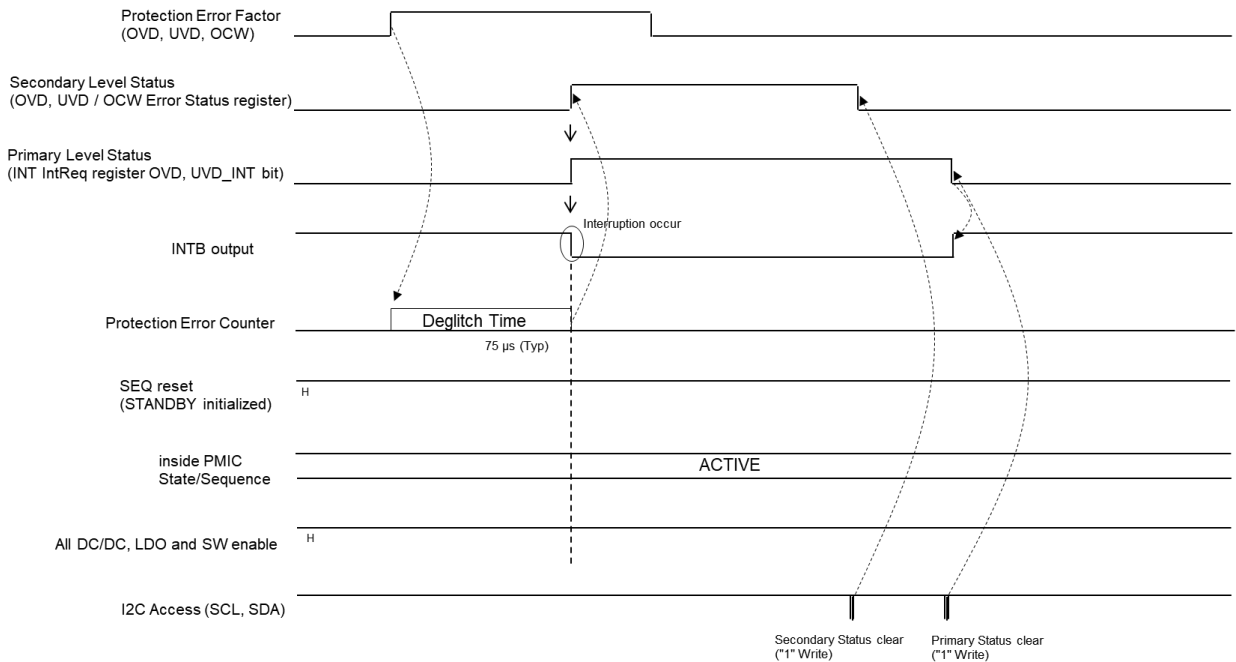 Protection Error Factor
(OVD, UVD, OCW)
Secondary Level Status
(OVD, UVD / OCW Error Status register)
Primary Level Status
(INT IntReq register OVD, UVD_INT bit)
Interruption occur
INTB output
Protection Error Counter
Deglitch Time
75 μs (Typ)
SEQ reset
(STANDBY initialized)
H
inside PMIC
State/Sequence
ACTIVE
All DC/DC, LDO and SW enable
H
I2C Access (SCL, SDA)
Secondary Status clear
("1" Write)
Primary Status clear
("1" Write)